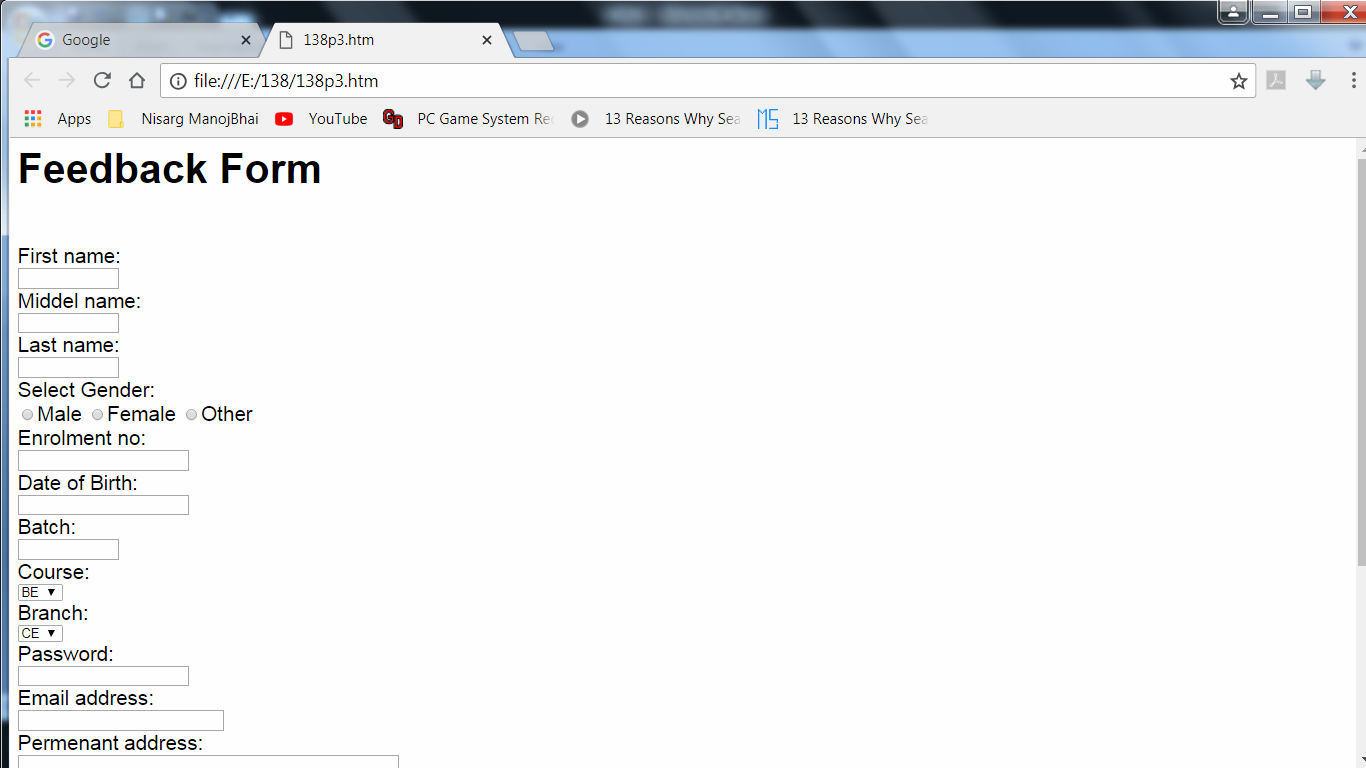 Google
138p3.htm
file:///E:/138/138p3.htm
Apps Nisarg ManojBhai YouTube PC Game System Rec 13 Reasons Why Sea 13 Reasons Why Sea
Feedback Form
First name:
Middel name:
Last name:
Select Gender:
Male Female Other
Enrolment no:
Date of Birth:
Batch:
Course:
BE
Branch:
CE
Password:
Email address:
Permenant address: